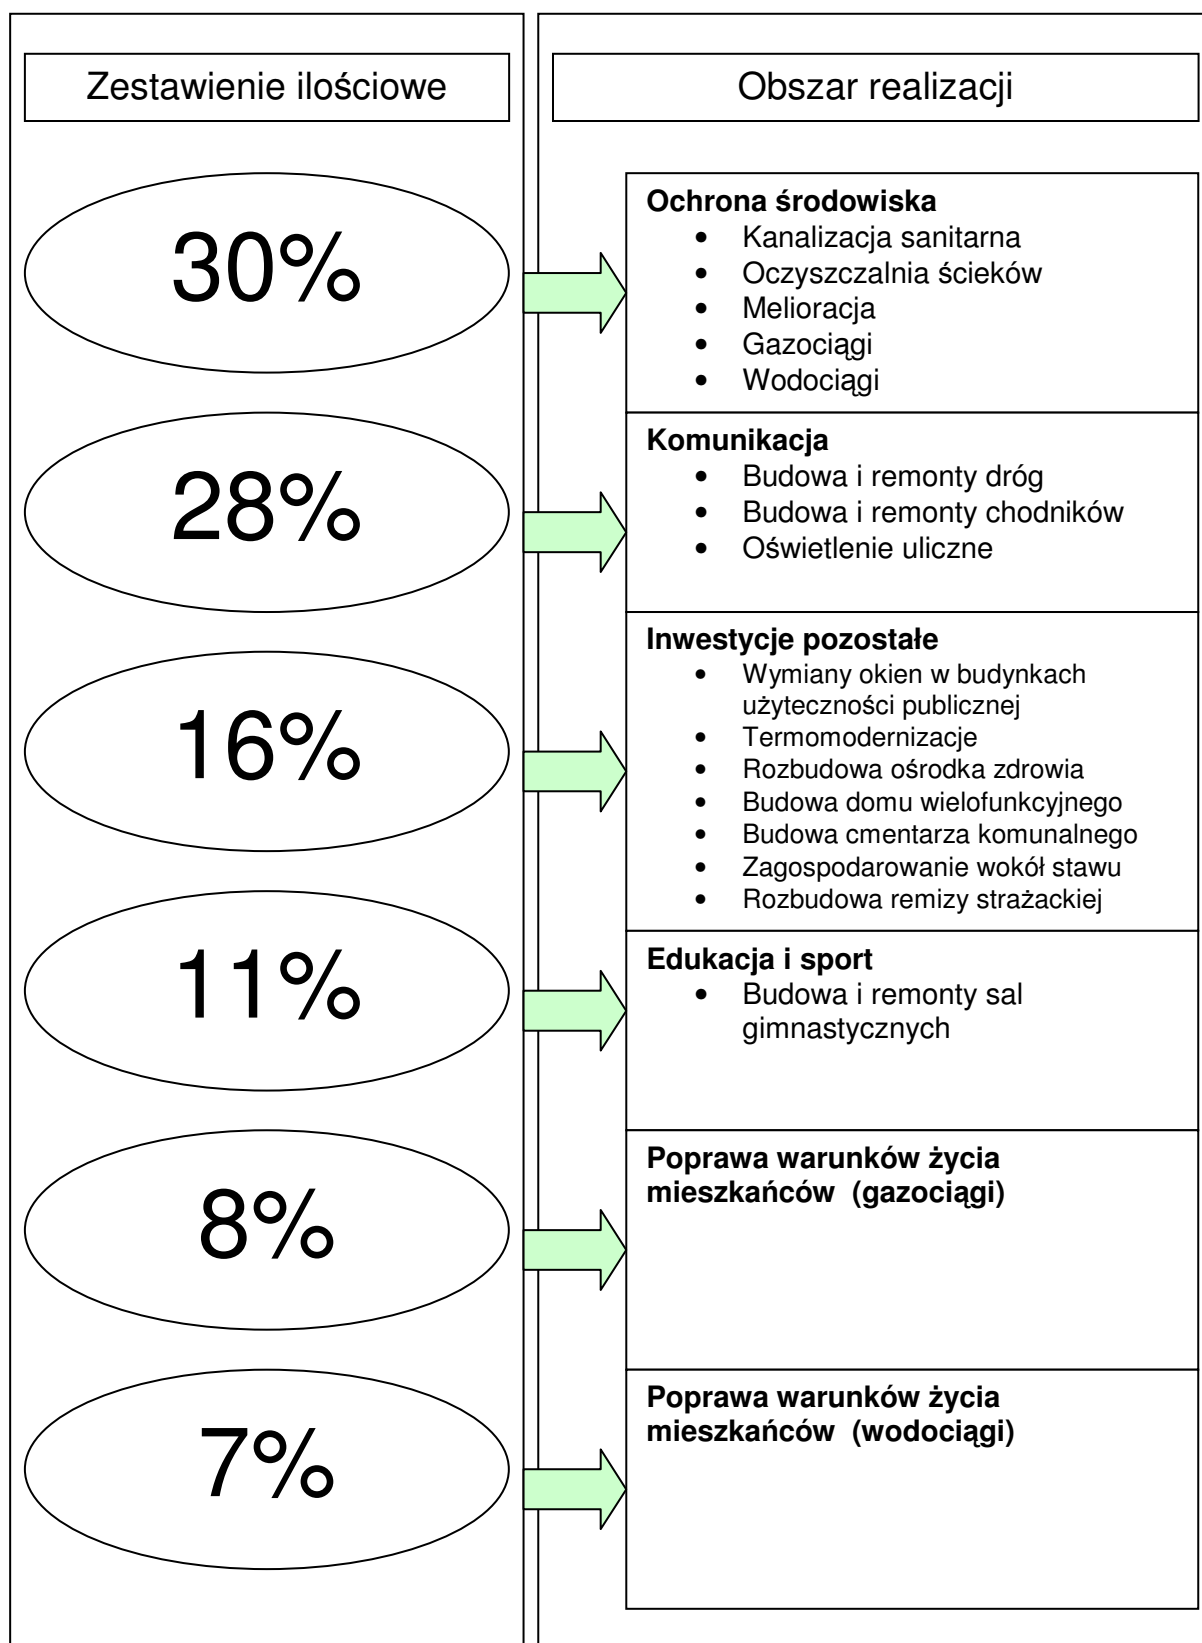 Zestawienie ilościowe
Obszar realizacji
30%
Ochrona środowiska
• Kanalizacja sanitarna
• Oczyszczalnia ścieków
• Melioracja
• Gazociągi
• Wodociągi
28%
Komunikacja
• Budowa i remonty dróg
• Budowa i remonty chodników
• Oświetlenie uliczne
16%
Inwestycje pozostałe
• Wymiany okien w budynkach
użyteczności publicznej
• Termomodernizacje
• Rozbudowa ośrodka zdrowia
• Budowa domu wielofunkcyjnego
• Budowa cmentarza komunalnego
• Zagospodarowanie wokół stawu
• Rozbudowa remizy strażackiej
11%
Edukacja i sport
• Budowa i remonty sal
gimnastycznych
8%
Poprawa warunków życia
mieszkańców (gazociągi)
7%
Poprawa warunków życia
mieszkańców (wodociągi)